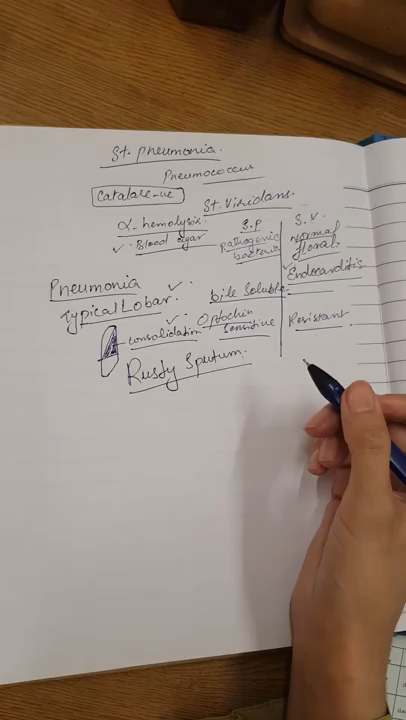 St. pneumonia.
Pneumococcus
Catalase -ve
St. Viridans.
α- hemolysis.
Blood agar
S.P
pathogenic
bacteria
S.V.
normal
floral
Endocarditis
Pneumonia
Typical Lobar
bile Soluble
consolidation
Optochin
Sensitive
Resistant
Rusty Sputum.